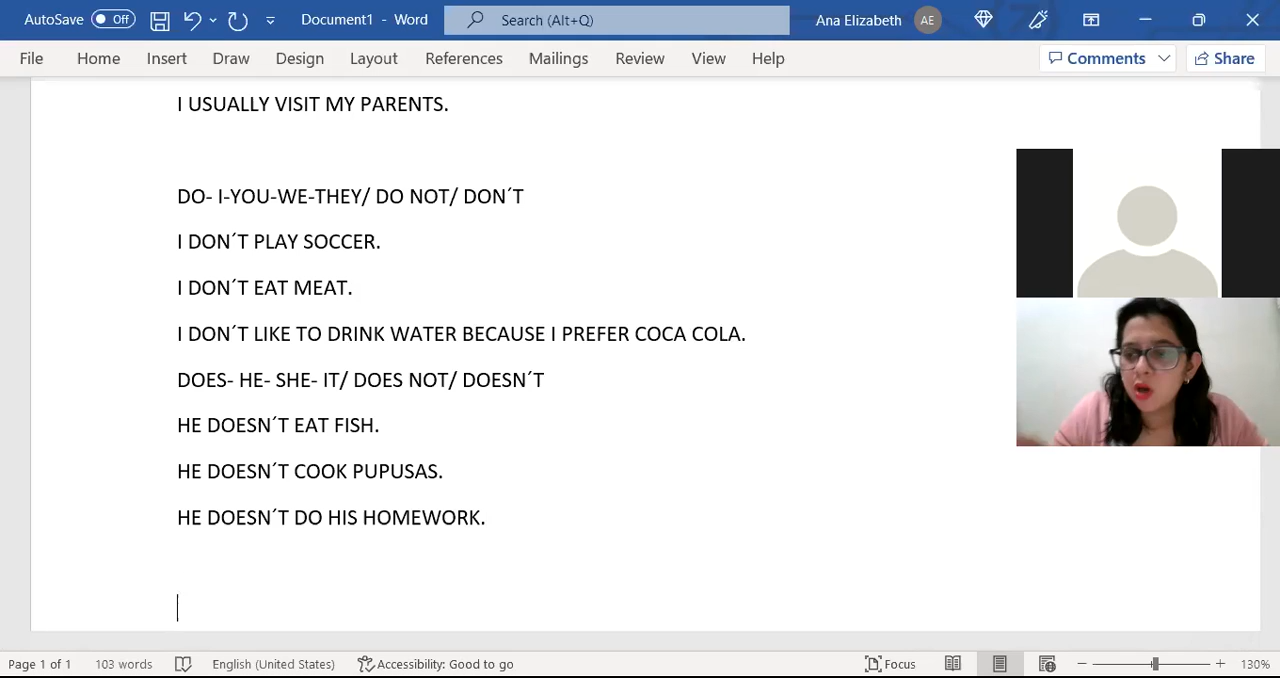 AutoSave Off Document1 - Word Search (Alt+Q) Ana Elizabeth AE
File Home Insert Draw Design Layout References Mailings Review View Help Comments Share
I USUALLY VISIT MY PARENTS.
DO- I-YOU-WE-THEY/ DO NOT/ DON´T
I DON´T PLAY SOCCER.
I DON´T EAT MEAT.
I DON´T LIKE TO DRINK WATER BECAUSE I PREFER COCA COLA.
DOES- HE- SHE- IT/ DOES NOT/ DOESN´T
HE DOESN´T EAT FISH.
HE DOESN´T COOK PUPUSAS.
HE DOESN´T DO HIS HOMEWORK.
Page 1 of 1 103 words English (United States) Accessibility: Good to go Focus 130%